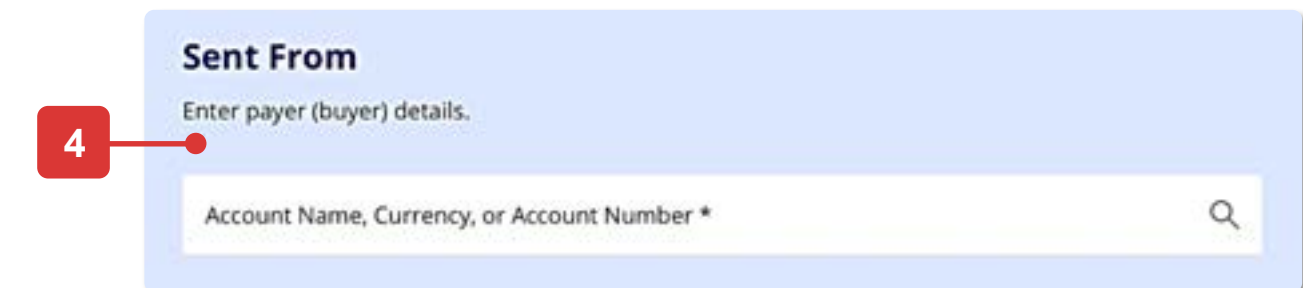 Sent From
Enter payer (buyer) details.
4
Account Name, Currency, or Account Number *